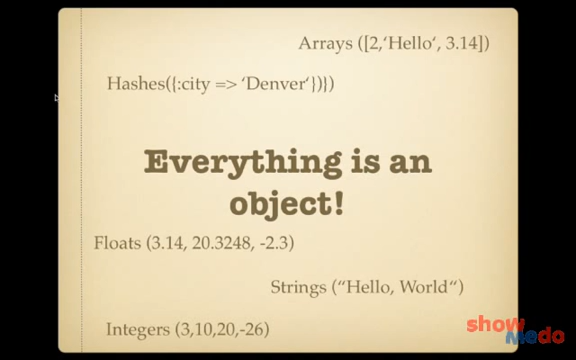 Arrays ([2,‘Hello‘, 3.14])
Hashes({:city => ‘Denver‘})})
Everything is an
object!
Floats (3.14, 20.3248, -2.3)
Strings (“Hello, World“)
Integers (3,10,20,-26)
show
medo